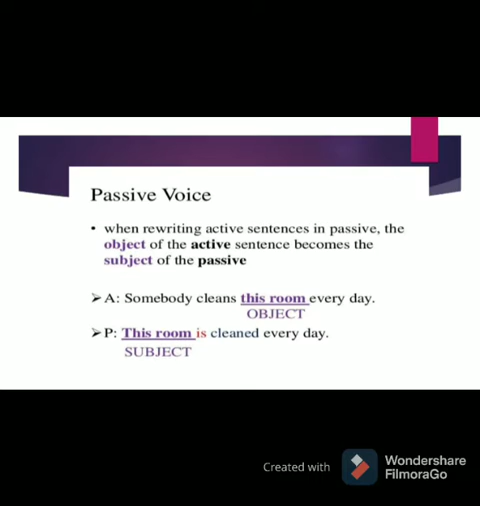 Passive Voice
• when rewriting active sentences in passive, the
object of the active sentence becomes the
subject of the passive
➢ A: Somebody cleans this room every day.
OBJECT
➢ P: This room is cleaned every day.
SUBJECT
Created with
Wondershare
FilmoraGo